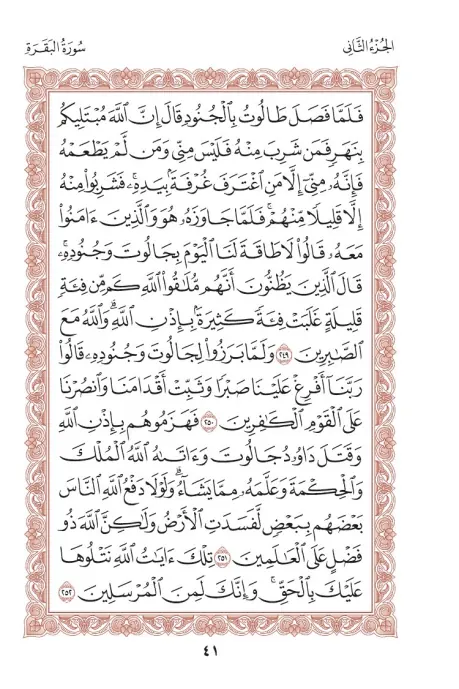 الجُزْءُ الثَّانِي
سُورَةُ البَقَرَةِ
فَلَمَّا فَصَلَ طَالُوتُ بِٱلْجُنُودِ قَالَ إِنَّ ٱللَّهَ مُبْتَلِيكُم
بِنَهَرٍ فَمَن شَرِبَ مِنْهُ فَلَيْسَ مِنِّي وَمَن لَّمْ يَطْعَمْهُ
فَإِنَّهُۥ مِنِّيٓ إِلَّا مَنِ ٱغْتَرَفَ غُرْفَةَۢ بِيَدِهِۦۚ فَشَرِبُواْ مِنْهُ
إِلَّا قَلِيلٗا مِّنْهُمْۚ فَلَمَّا جَاوَزَهُۥ هُوَ وَٱلَّذِينَ ءَامَنُواْ
مَعَهُۥ قَالُواْ لَا طَاقَةَ لَنَا ٱلْيَوْمَ بِجَالُوتَ وَجُنُودِهِۦۚ
قَالَ ٱلَّذِينَ يَظُنُّونَ أَنَّهُم مُّلَٰقُواْ ٱللَّهِ كَم مِّن فِئَةٖ
قَلِيلَةٍ غَلَبَتْ فِئَةٗ كَثِيرَةَۢ بِإِذْنِ ٱللَّهِۗ وَٱللَّهُ مَعَ
ٱلصَّٰبِرِينَ ٢٤٩ وَلَمَّا بَرَزُواْ لِجَالُوتَ وَجُنُودِهِۦ قَالُواْ
رَبَّنَآ أَفْرِغْ عَلَيْنَا صَبْرٗا وَثَبِّتْ أَقْدَامَنَا وَٱنصُرْنَا
عَلَى ٱلْقَوْمِ ٱلْكَٰفِرِينَ ٢٥٠ فَهَزَمُوهُم بِإِذْنِ ٱللَّهِ
وَقَتَلَ دَاوُۥدُ جَالُوتَ وَءَاتَىٰهُ ٱللَّهُ ٱلْمُلْكَ
وَٱلْحِكْمَةَ وَعَلَّمَهُۥ مِمَّا يَشَآءُۗ وَلَوْلَا دَفْعُ ٱللَّهِ ٱلنَّاسَ
بَعْضَهُم بِبَعْضٖ لَّفَسَدَتِ ٱلْأَرْضُ وَلَٰكِنَّ ٱللَّهَ ذُو
فَضْلٍ عَلَى ٱلْعَٰلَمِينَ ٢٥١ تِلْكَ ءَايَٰتُ ٱللَّهِ نَتْلُوهَا
عَلَيْكَ بِٱلْحَقِّۚ وَإِنَّكَ لَمِنَ ٱلْمُرْسَلِينَ ٢٥٢
٤١